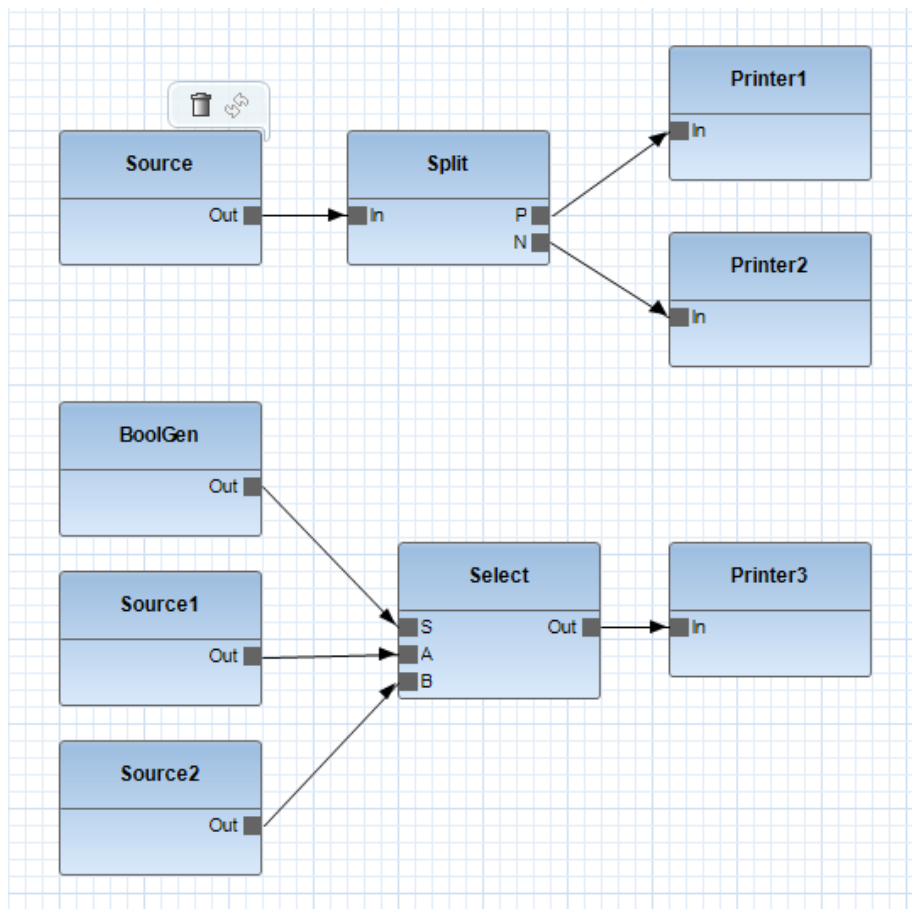 Printer1
In
Source
Out
Split
In
P
N
Printer2
In
BoolGen
Out
Source1
Out
Select
S
A
B
Out
Printer3
In
Source2
Out